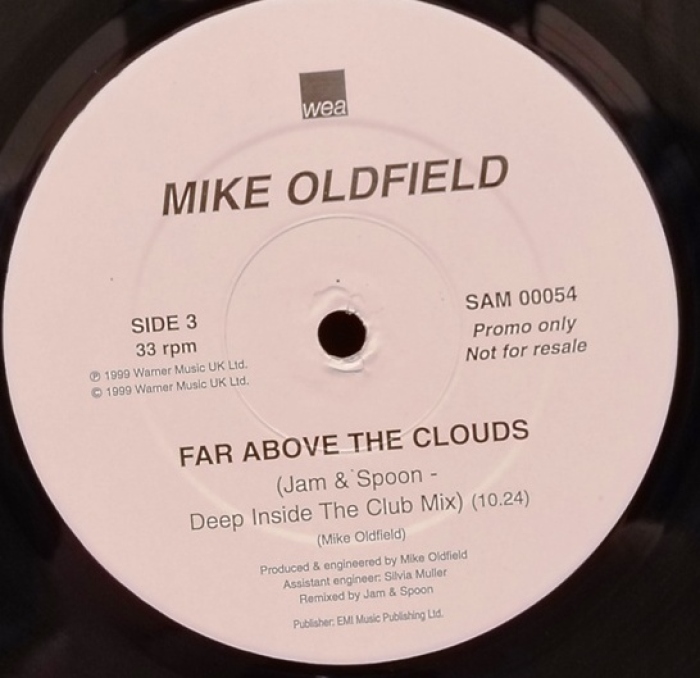 wea
MIKE OLDFIELD
SIDE 3
33 rpm
℗ 1999 Warner Music UK Ltd.
© 1999 Warner Music UK Ltd.
SAM 00054
Promo only
Not for resale
FAR ABOVE THE CLOUDS
(Jam & Spoon -
Deep Inside The Club Mix) (10.24)
(Mike Oldfield)
Produced & engineered by Mike Oldfield
Assistant engineer: Silvia Muller
Remixed by Jam & Spoon
Publisher: EMI Music Publishing Ltd.